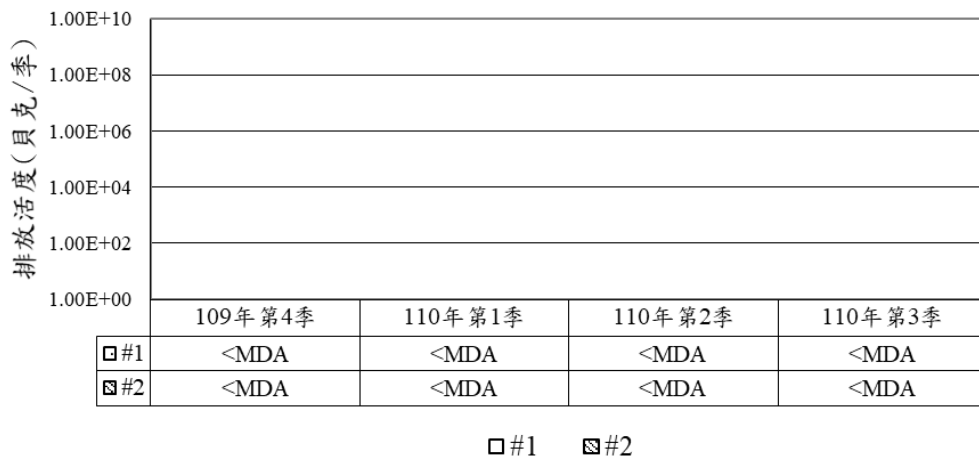 排放活度(貝克/季)
1.00E+10
1.00E+08
1.00E+06
1.00E+04
1.00E+02
1.00E+00
109年第4季 110年第1季 110年第2季 110年第3季
#1 <MDA <MDA <MDA <MDA
#2 <MDA <MDA <MDA <MDA
#1 #2